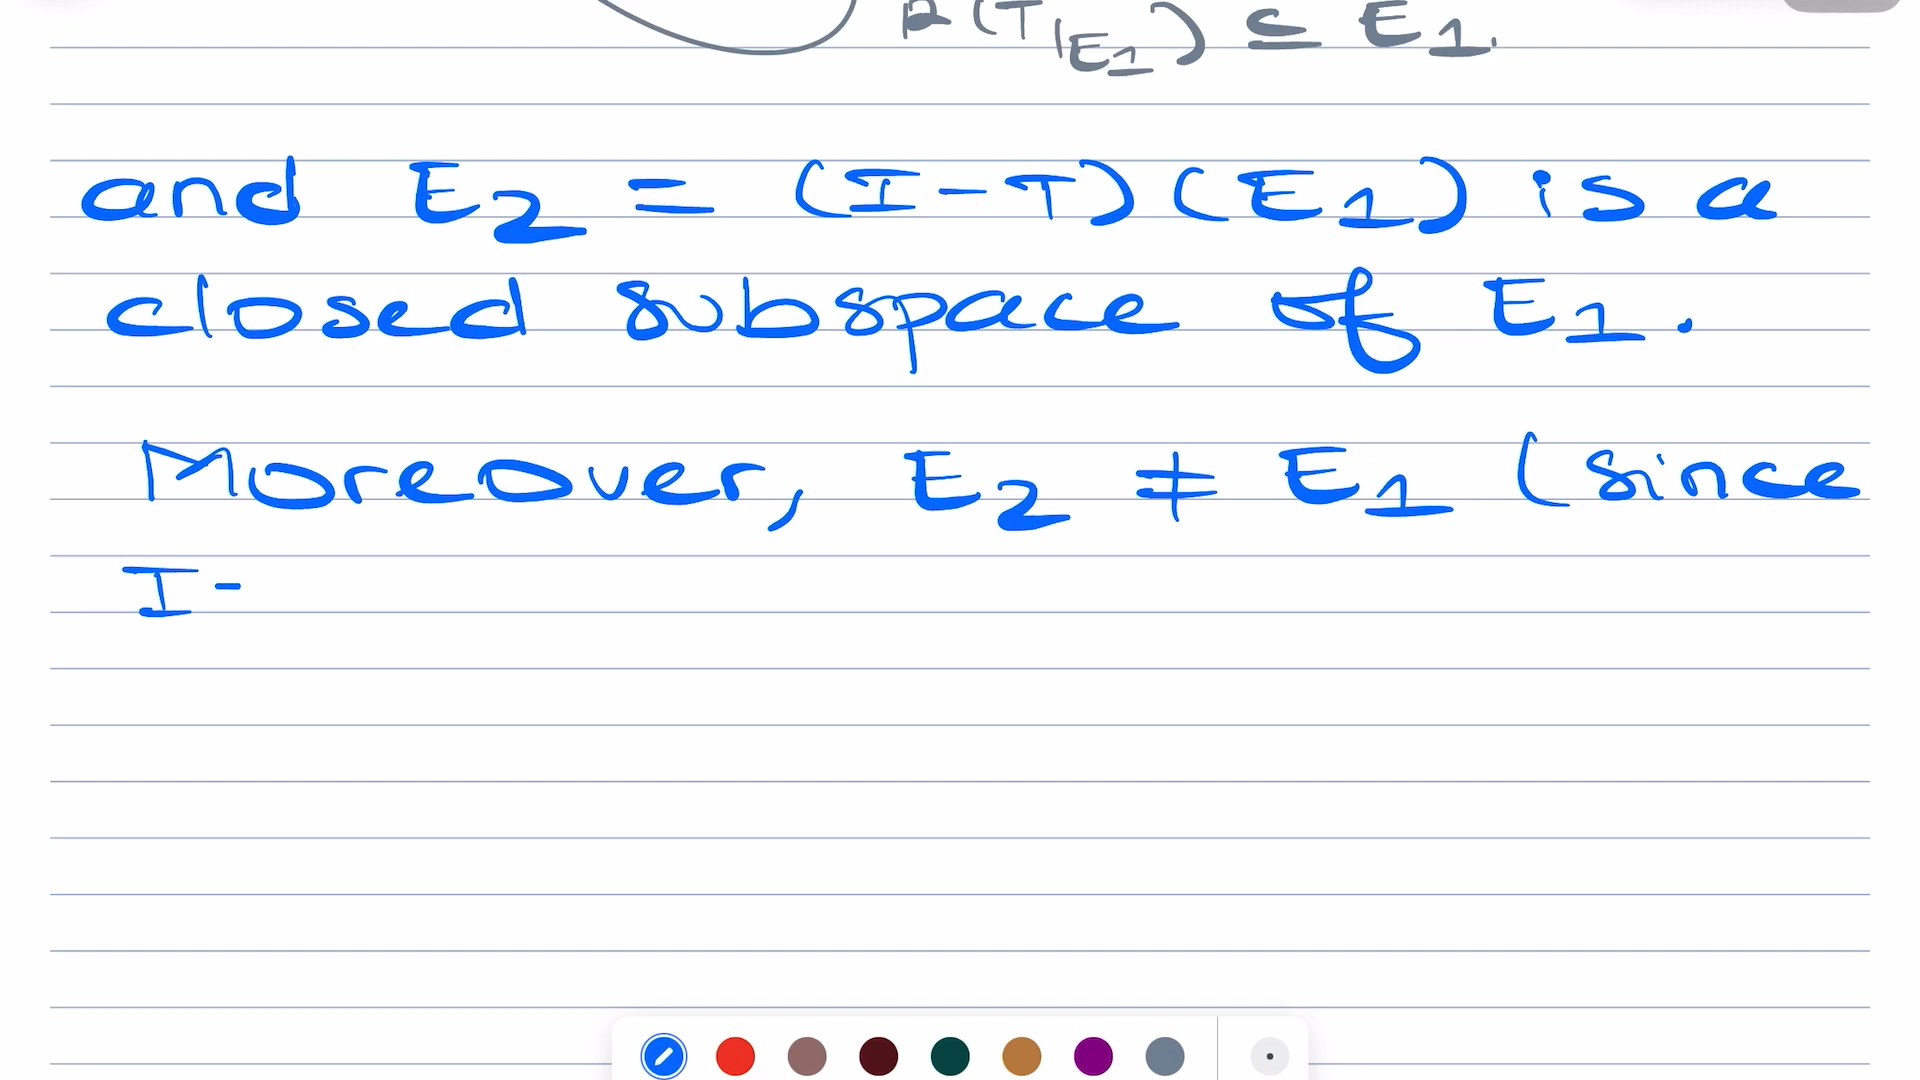 R(T|E₁) ⊆ E₁.
and E₂ = (I-T)(E₁) is a
closed subspace of E₁.
Moreover, E₂ ≠ E₁ (since
I-